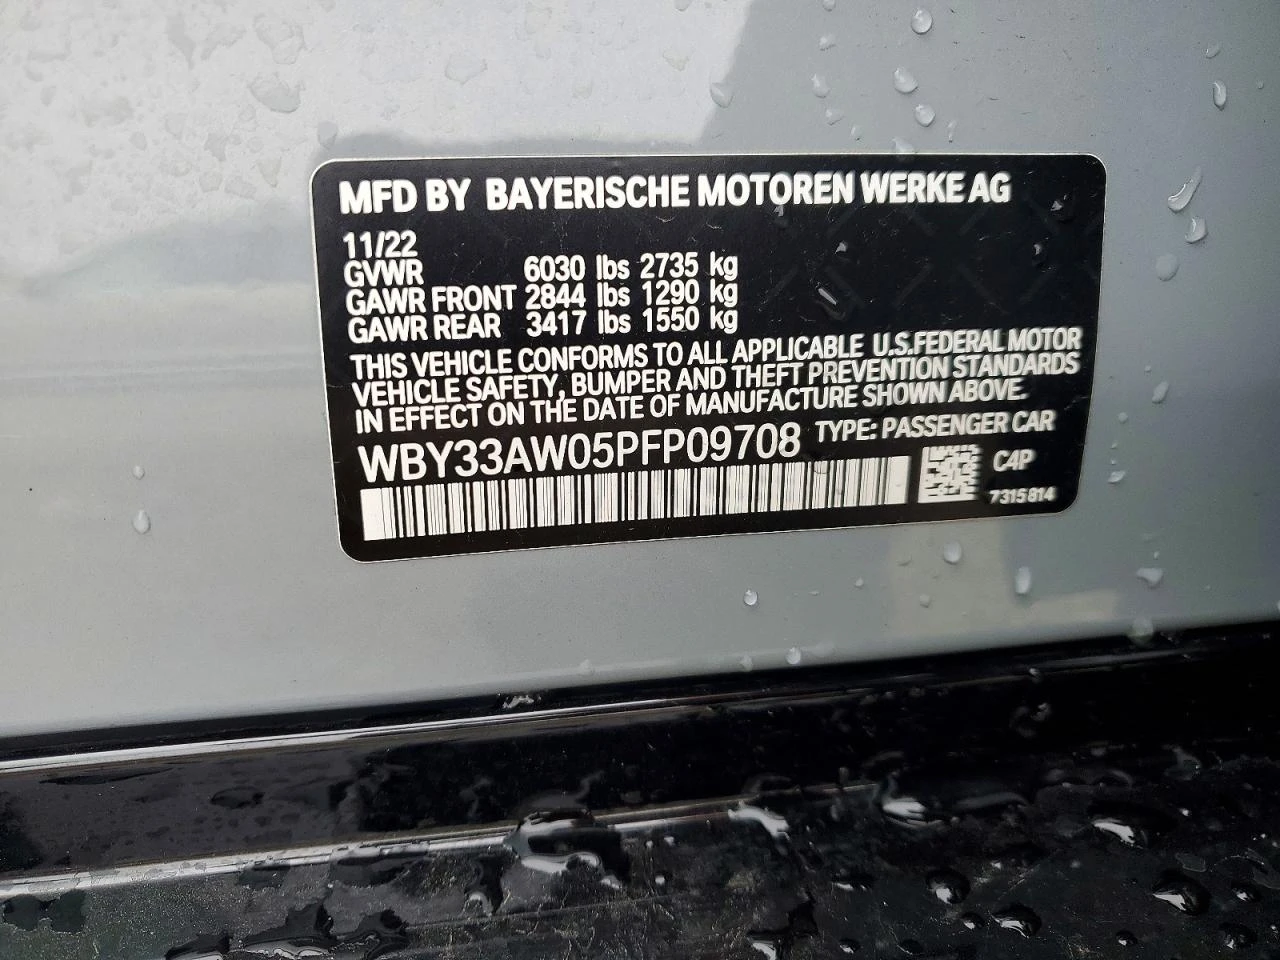 MFD BY BAYERISCHE MOTOREN WERKE AG
11/22
GVWR 6030 lbs 2735 kg
GAWR FRONT 2844 lbs 1290 kg
GAWR REAR 3417 lbs 1550 kg
THIS VEHICLE CONFORMS TO ALL APPLICABLE U.S.FEDERAL MOTOR
VEHICLE SAFETY, BUMPER AND THEFT PREVENTION STANDARDS
IN EFFECT ON THE DATE OF MANUFACTURE SHOWN ABOVE.
WBY33AW05PFP09708 TYPE: PASSENGER CAR
C4P
7315814